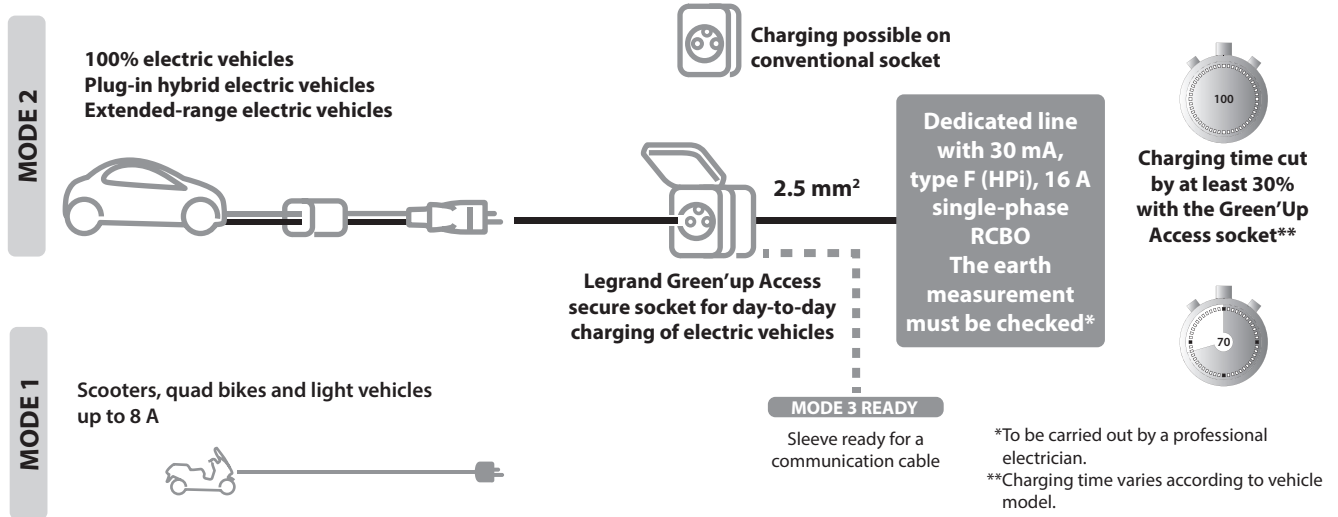 MODE 2
100% electric vehicles
Plug-in hybrid electric vehicles
Extended-range electric vehicles
Charging possible on
conventional socket
2.5 mm²
Legrand Green’up Access
secure socket for day-to-day
charging of electric vehicles
Dedicated line
with 30 mA,
type F (HPi), 16 A
single-phase
RCBO
The earth
measurement
must be checked*
100
Charging time cut
by at least 30%
with the Green’Up
Access socket**
70
MODE 1
Scooters, quad bikes and light vehicles
up to 8 A
MODE 3 READY
Sleeve ready for a
communication cable
*To be carried out by a professional
electrician.
**Charging time varies according to vehicle
model.